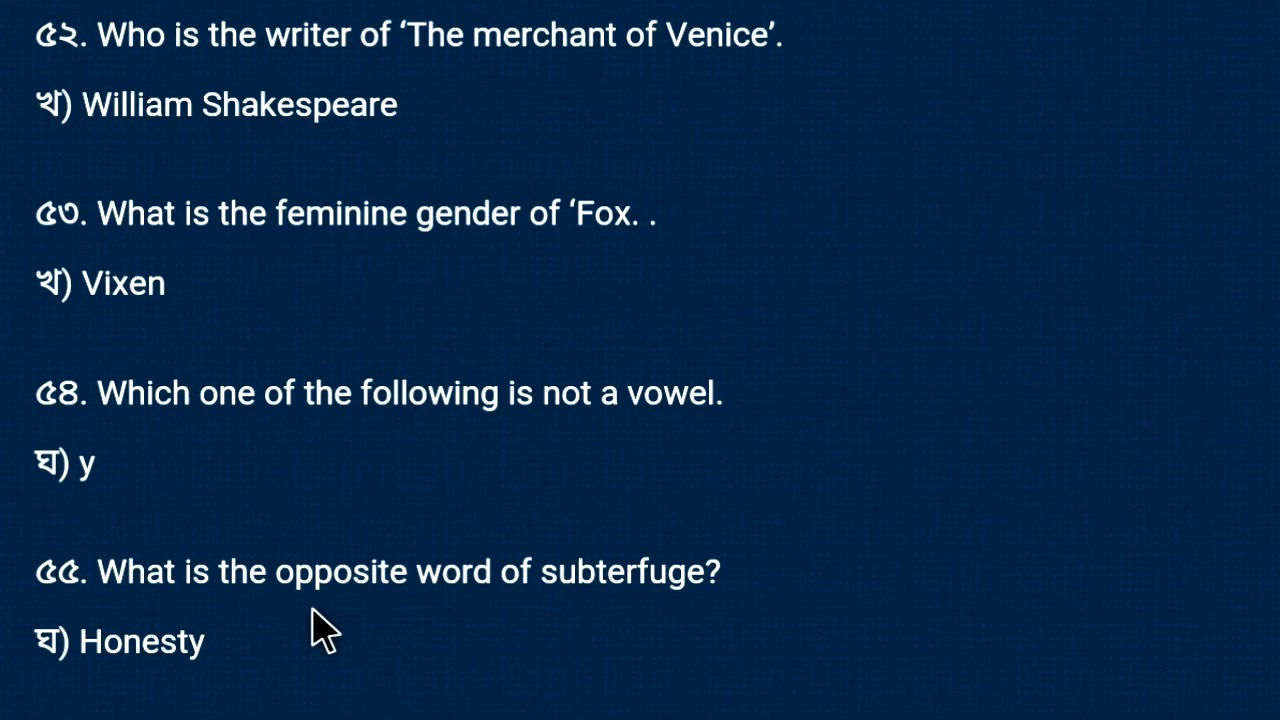 ৫২. Who is the writer of ‘The merchant of Venice’.
খ) William Shakespeare
৫৩. What is the feminine gender of ‘Fox. .
খ) Vixen
৫৪. Which one of the following is not a vowel.
ঘ) y
৫৫. What is the opposite word of subterfuge?
ঘ) Honesty